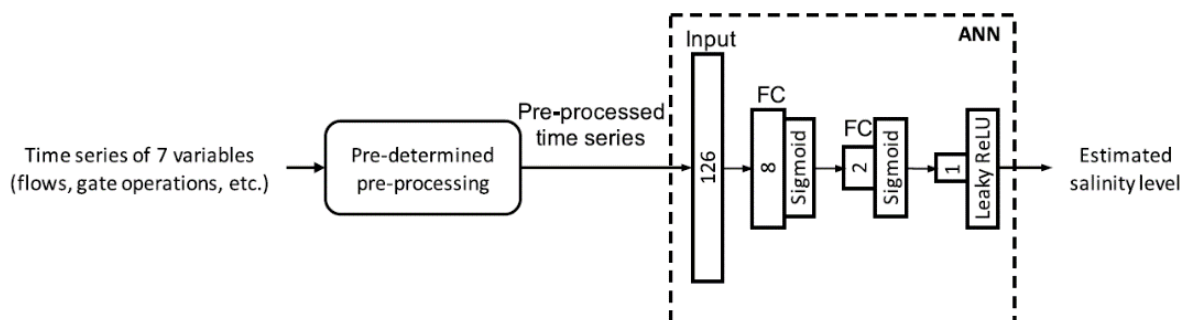 Time series of 7 variables
(flows, gate operations, etc.)
Pre-determined
pre-processing
Pre-processed
time series
ANN
Input
126
FC
8
Sigmoid
FC
2
Sigmoid
1
Leaky ReLU
Estimated
salinity level